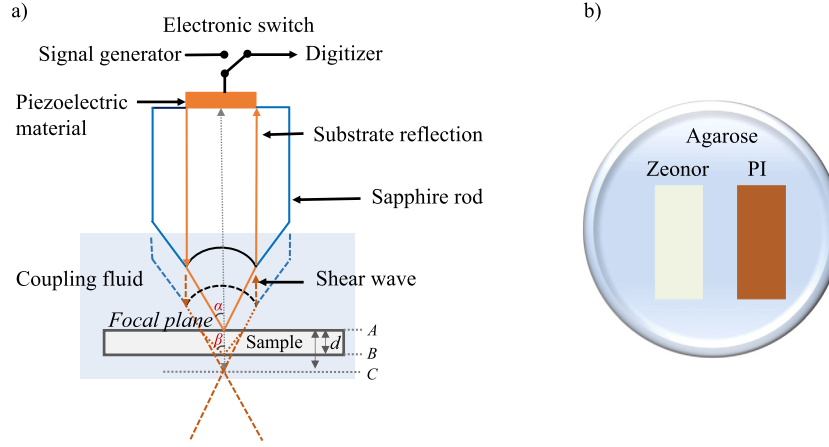 a)
Electronic switch
Signal generator
Digitizer
Piezoelectric
material
Substrate reflection
Sapphire rod
Coupling fluid
Shear wave
α
Focal plane
A
β
Sample
d
B
C
b)
Agarose
Zeonor
PI